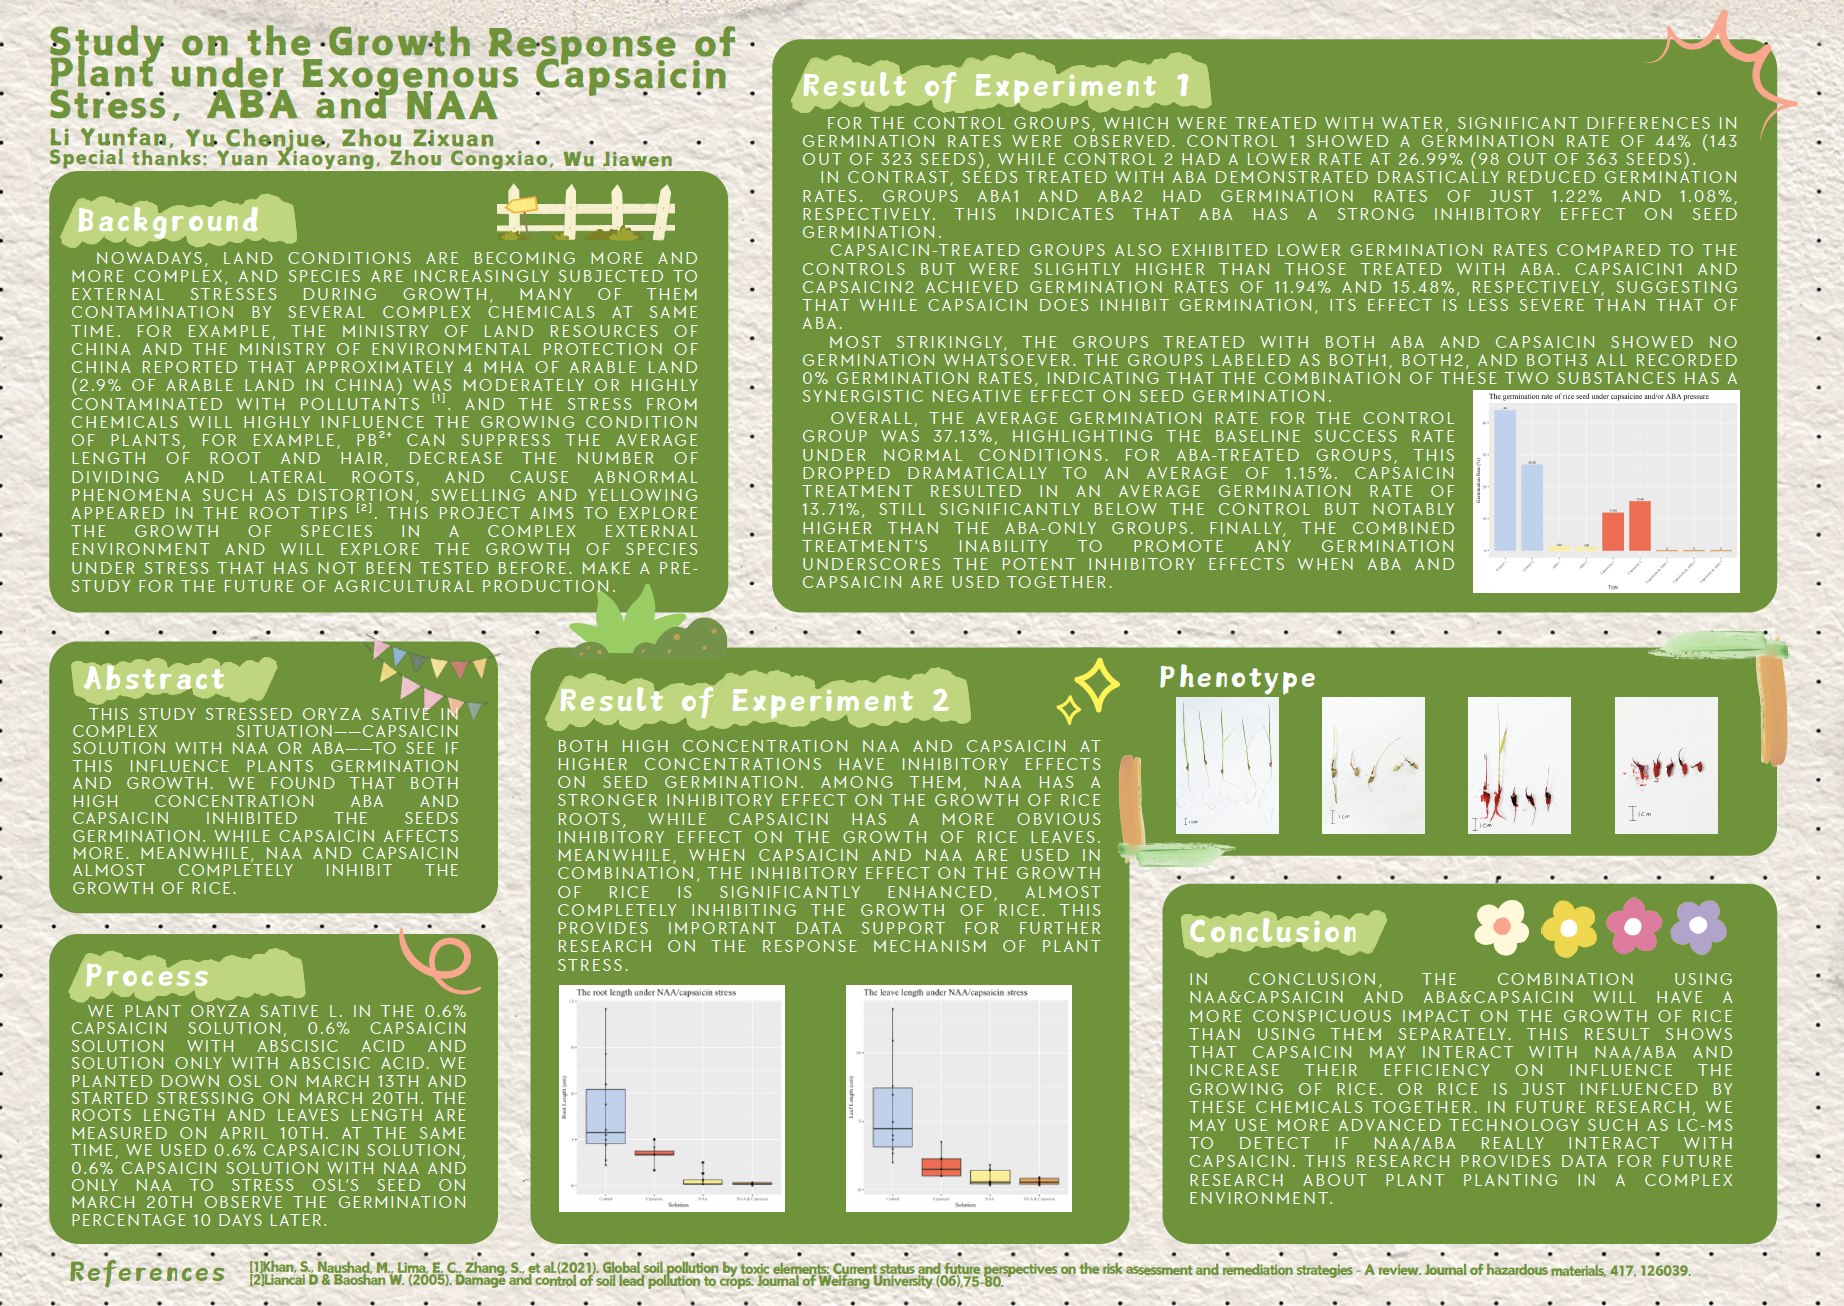 Study on the Growth Response of
Plant under Exogenous Capsaicin
Stress, ABA and NAA
Li Yunfan, Yu Chenjue, Zhou Zixuan
Special thanks: Yuan Xiaoyang, Zhou Congxiao, Wu Jiawen
Background
NOWADAYS, LAND CONDITIONS ARE BECOMING MORE AND
MORE COMPLEX, AND SPECIES ARE INCREASINGLY SUBJECTED TO
EXTERNAL STRESSES DURING GROWTH, MANY OF THEM
CONTAMINATION BY SEVERAL COMPLEX CHEMICALS AT SAME
TIME. FOR EXAMPLE, THE MINISTRY OF LAND RESOURCES OF
CHINA AND THE MINISTRY OF ENVIRONMENTAL PROTECTION OF
CHINA REPORTED THAT APPROXIMATELY 4 MHA OF ARABLE LAND
(2.9% OF ARABLE LAND IN CHINA) WAS MODERATELY OR HIGHLY
CONTAMINATED WITH POLLUTANTS [1]. AND THE STRESS FROM
CHEMICALS WILL HIGHLY INFLUENCE THE GROWING CONDITION
OF PLANTS, FOR EXAMPLE, PB2+ CAN SUPPRESS THE AVERAGE
LENGTH OF ROOT AND HAIR, DECREASE THE NUMBER OF
DIVIDING AND LATERAL ROOTS, AND CAUSE ABNORMAL
PHENOMENA SUCH AS DISTORTION, SWELLING AND YELLOWING
APPEARED IN THE ROOT TIPS [2]. THIS PROJECT AIMS TO EXPLORE
THE GROWTH OF SPECIES IN A COMPLEX EXTERNAL
ENVIRONMENT AND WILL EXPLORE THE GROWTH OF SPECIES
UNDER STRESS THAT HAS NOT BEEN TESTED BEFORE. MAKE A PRE-
STUDY FOR THE FUTURE OF AGRICULTURAL PRODUCTION.
Abstract
THIS STUDY STRESSED ORYZA SATIVE IN
COMPLEX SITUATION——CAPSAICIN
SOLUTION WITH NAA OR ABA——TO SEE IF
THIS INFLUENCE PLANTS GERMINATION
AND GROWTH. WE FOUND THAT BOTH
HIGH CONCENTRATION ABA AND
CAPSAICIN INHIBITED THE SEEDS
GERMINATION. WHILE CAPSAICIN AFFECTS
MORE. MEANWHILE, NAA AND CAPSAICIN
ALMOST COMPLETELY INHIBIT THE
GROWTH OF RICE.
Process
WE PLANT ORYZA SATIVE L. IN THE 0.6%
CAPSAICIN SOLUTION, 0.6% CAPSAICIN
SOLUTION WITH ABSCISIC ACID AND
SOLUTION ONLY WITH ABSCISIC ACID. WE
PLANTED DOWN OSL ON MARCH 13TH AND
STARTED STRESSING ON MARCH 20TH. THE
ROOTS LENGTH AND LEAVES LENGTH ARE
MEASURED ON APRIL 10TH. AT THE SAME
TIME, WE USED 0.6% CAPSAICIN SOLUTION,
0.6% CAPSAICIN SOLUTION WITH NAA AND
ONLY NAA TO STRESS OSL'S SEED ON
MARCH 20TH OBSERVE THE GERMINATION
PERCENTAGE 10 DAYS LATER.
Result of Experiment 1
FOR THE CONTROL GROUPS, WHICH WERE TREATED WITH WATER, SIGNIFICANT DIFFERENCES IN
GERMINATION RATES WERE OBSERVED. CONTROL 1 SHOWED A GERMINATION RATE OF 44% (143
OUT OF 323 SEEDS), WHILE CONTROL 2 HAD A LOWER RATE AT 26.99% (98 OUT OF 363 SEEDS).
IN CONTRAST, SEEDS TREATED WITH ABA DEMONSTRATED DRASTICALLY REDUCED GERMINATION
RATES. GROUPS ABA1 AND ABA2 HAD GERMINATION RATES OF JUST 1.22% AND 1.08%,
RESPECTIVELY. THIS INDICATES THAT ABA HAS A STRONG INHIBITORY EFFECT ON SEED
GERMINATION.
CAPSAICIN-TREATED GROUPS ALSO EXHIBITED LOWER GERMINATION RATES COMPARED TO THE
CONTROLS BUT WERE SLIGHTLY HIGHER THAN THOSE TREATED WITH ABA. CAPSAICIN1 AND
CAPSAICIN2 ACHIEVED GERMINATION RATES OF 11.94% AND 15.48%, RESPECTIVELY, SUGGESTING
THAT WHILE CAPSAICIN DOES INHIBIT GERMINATION, ITS EFFECT IS LESS SEVERE THAN THAT OF
ABA.
MOST STRIKINGLY, THE GROUPS TREATED WITH BOTH ABA AND CAPSAICIN SHOWED NO
GERMINATION WHATSOEVER. THE GROUPS LABELED AS BOTH1, BOTH2, AND BOTH3 ALL RECORDED
0% GERMINATION RATES, INDICATING THAT THE COMBINATION OF THESE TWO SUBSTANCES HAS A
SYNERGISTIC NEGATIVE EFFECT ON SEED GERMINATION.
OVERALL, THE AVERAGE GERMINATION RATE FOR THE CONTROL
GROUP WAS 37.13%, HIGHLIGHTING THE BASELINE SUCCESS RATE
UNDER NORMAL CONDITIONS. FOR ABA-TREATED GROUPS, THIS
DROPPED DRAMATICALLY TO AN AVERAGE OF 1.15%. CAPSAICIN
TREATMENT RESULTED IN AN AVERAGE GERMINATION RATE OF
13.71%, STILL SIGNIFICANTLY BELOW THE CONTROL BUT NOTABLY
HIGHER THAN THE ABA-ONLY GROUPS. FINALLY, THE COMBINED
TREATMENT'S INABILITY TO PROMOTE ANY GERMINATION
UNDERSCORES THE POTENT INHIBITORY EFFECTS WHEN ABA AND
CAPSAICIN ARE USED TOGETHER.
The germination rate of rice seed under capsaicine and/or ABA pressure
Germination Rate (%)
Type
Result of Experiment 2
BOTH HIGH CONCENTRATION NAA AND CAPSAICIN AT
HIGHER CONCENTRATIONS HAVE INHIBITORY EFFECTS
ON SEED GERMINATION. AMONG THEM, NAA HAS A
STRONGER INHIBITORY EFFECT ON THE GROWTH OF RICE
ROOTS, WHILE CAPSAICIN HAS A MORE OBVIOUS
INHIBITORY EFFECT ON THE GROWTH OF RICE LEAVES.
MEANWHILE, WHEN CAPSAICIN AND NAA ARE USED IN
COMBINATION, THE INHIBITORY EFFECT ON THE GROWTH
OF RICE IS SIGNIFICANTLY ENHANCED, ALMOST
COMPLETELY INHIBITING THE GROWTH OF RICE. THIS
PROVIDES IMPORTANT DATA SUPPORT FOR FURTHER
RESEARCH ON THE RESPONSE MECHANISM OF PLANT
STRESS.
The root length under NAA/capsaicin stress
Root Length (cm)
Control Capsaicin NAA NAA & Capsaicin
Solution
The leave length under NAA/capsaicin stress
Leaf Length (cm)
Control Capsaicin NAA NAA & Capsaicin
Solution
Phenotype
1cm
1cm
1cm
1cm
Conclusion
IN CONCLUSION, THE COMBINATION USING
NAA&CAPSAICIN AND ABA&CAPSAICIN WILL HAVE A
MORE CONSPICUOUS IMPACT ON THE GROWTH OF RICE
THAN USING THEM SEPARATELY. THIS RESULT SHOWS
THAT CAPSAICIN MAY INTERACT WITH NAA/ABA AND
INCREASE THEIR EFFICIENCY ON INFLUENCE THE
GROWING OF RICE. OR RICE IS JUST INFLUENCED BY
THESE CHEMICALS TOGETHER. IN FUTURE RESEARCH, WE
MAY USE MORE ADVANCED TECHNOLOGY SUCH AS LC-MS
TO DETECT IF NAA/ABA REALLY INTERACT WITH
CAPSAICIN. THIS RESEARCH PROVIDES DATA FOR FUTURE
RESEARCH ABOUT PLANT PLANTING IN A COMPLEX
ENVIRONMENT.
References
[1]Khan, S., Naushad, M., Lima, E. C., Zhang, S., et al.(2021). Global soil pollution by toxic elements: Current status and future perspectives on the risk assessment and remediation strategies - A review. Journal of hazardous materials, 417, 126039.
[2]Liancai D & Baoshan W. (2005). Damage and control of soil lead pollution to crops. Journal of Weifang University (06),75-80.